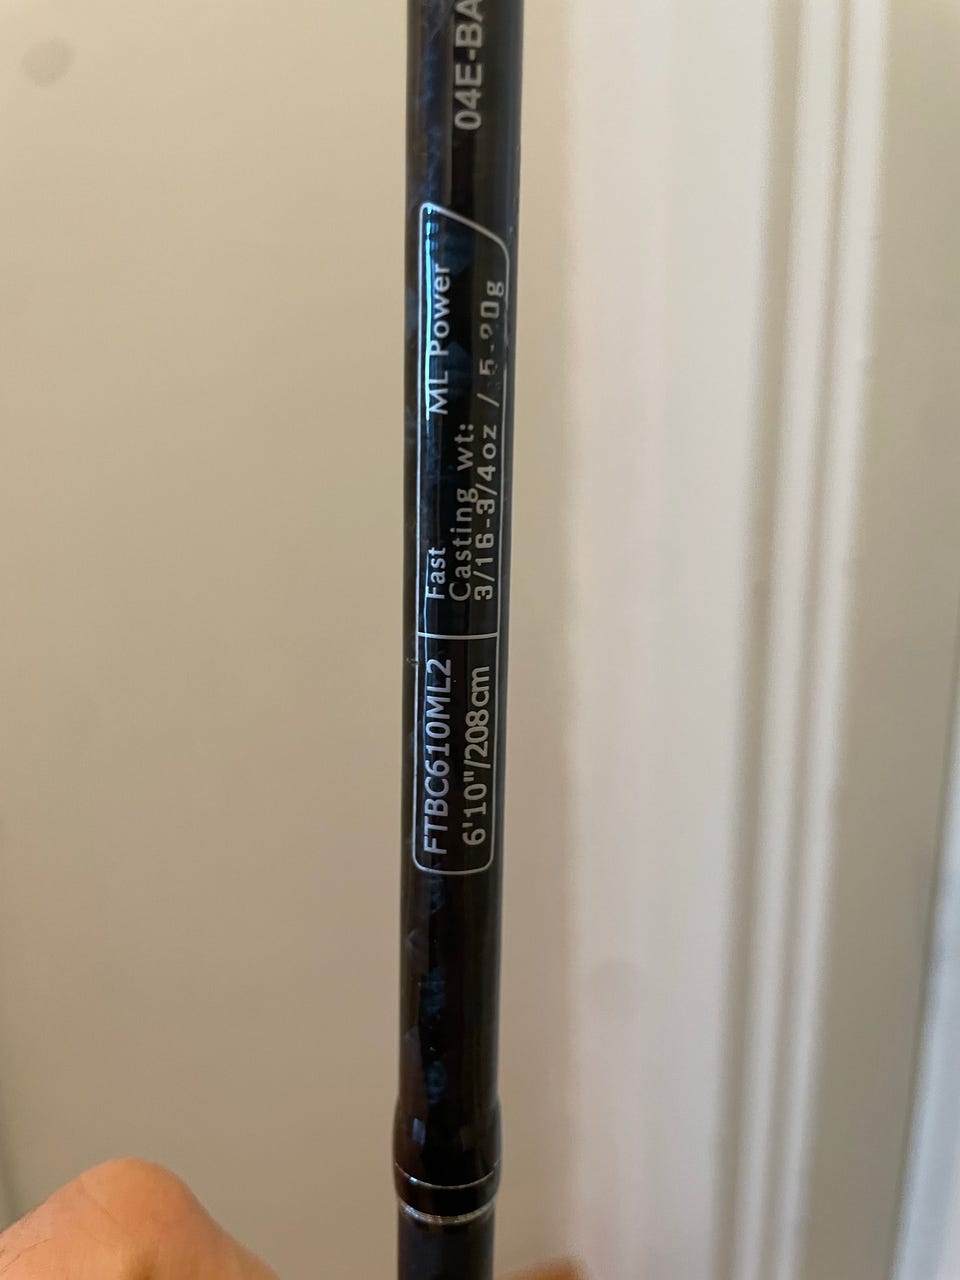 FTBC610ML2
6'10"/208cm
Fast ML Power
Casting wt:
3/16-3/4oz / 5-20g
04E-BA